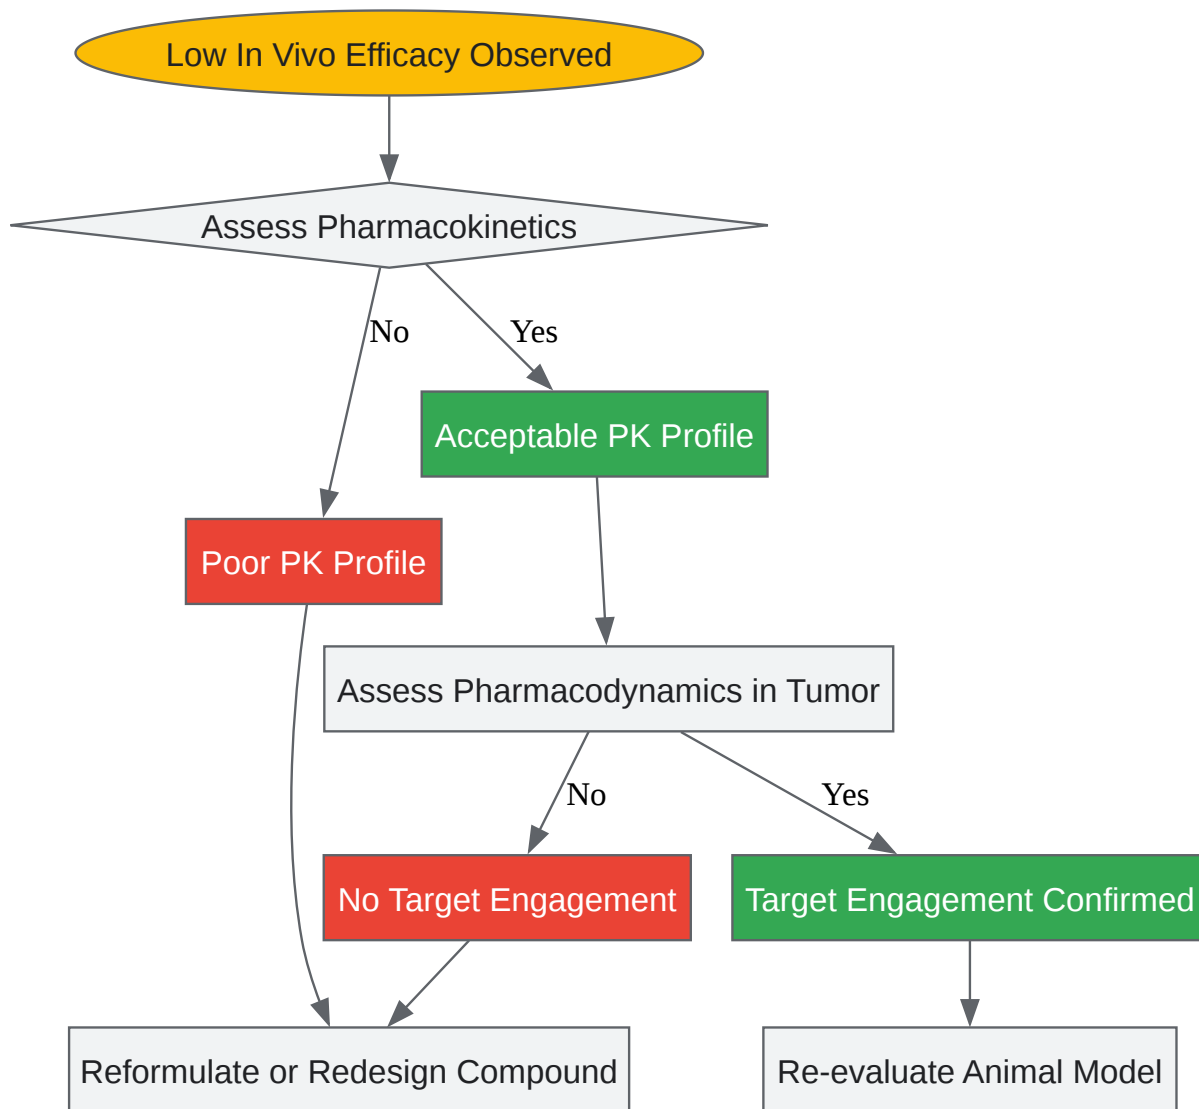 Low In Vivo Efficacy Observed
Assess Pharmacokinetics
No
Yes
Acceptable PK Profile
Poor PK Profile
Assess Pharmacodynamics in Tumor
No
Yes
No Target Engagement
Target Engagement Confirmed
Reformulate or Redesign Compound
Re-evaluate Animal Model